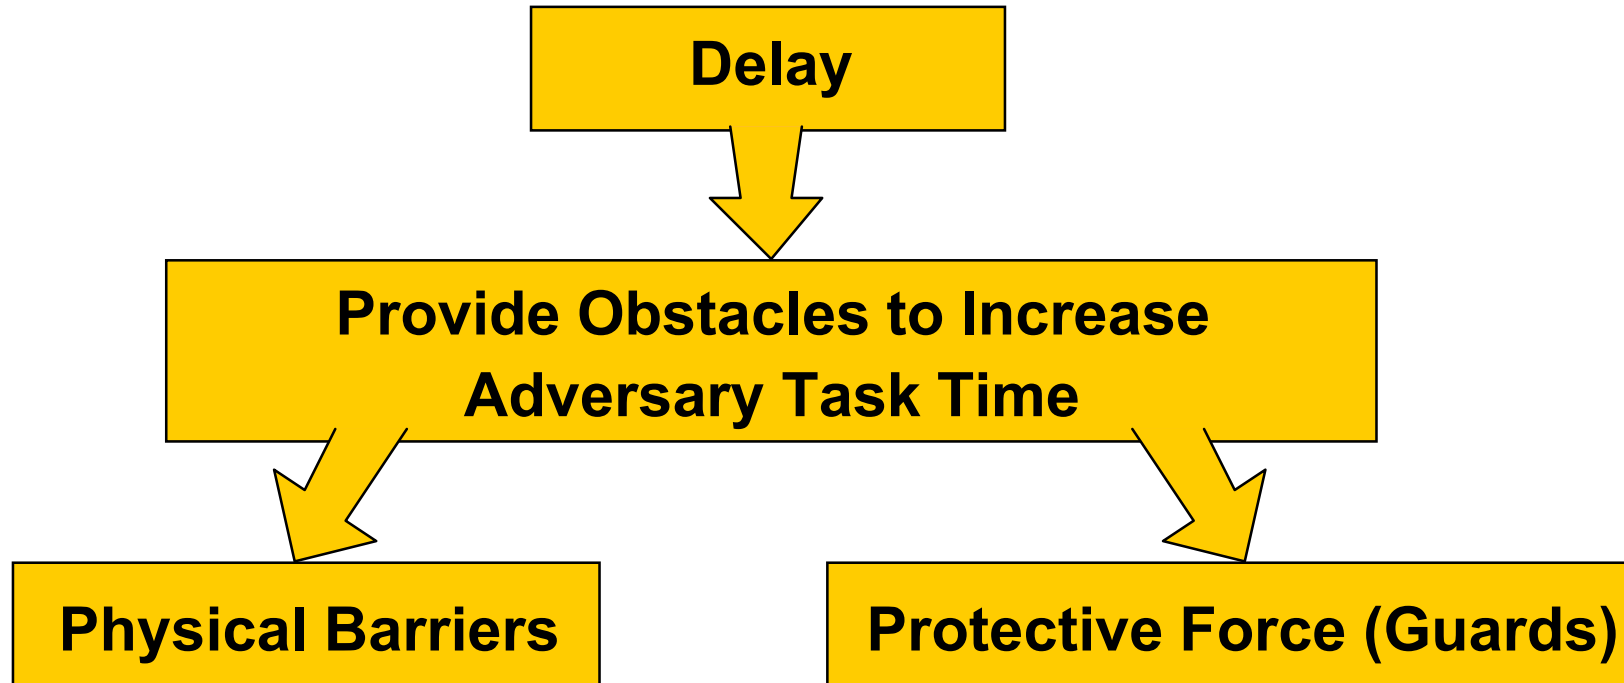 Delay
Provide Obstacles to Increase
Adversary Task Time
Physical Barriers
Protective Force (Guards)